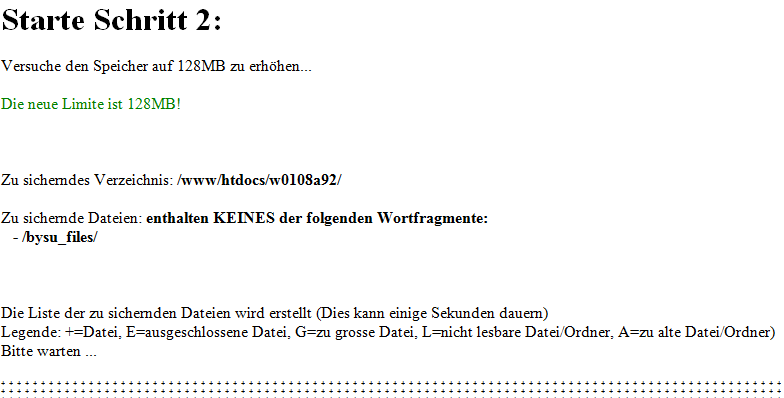 Starte Schritt 2:
Versuche den Speicher auf 128MB zu erhöhen...
Die neue Limite ist 128MB!
Zu sicherndes Verzeichnis: /www/htdocs/w0108a92/
Zu sichernde Dateien: enthalten KEINES der folgenden Wortfragmente:
- /bysu_files/
Die Liste der zu sichernden Dateien wird erstellt (Dies kann einige Sekunden dauern)
Legende: +=Datei, E=ausgeschlossene Datei, G=zu grosse Datei, L=nicht lesbare Datei/Ordner, A=zu alte Datei/Ordner)
Bitte warten ...